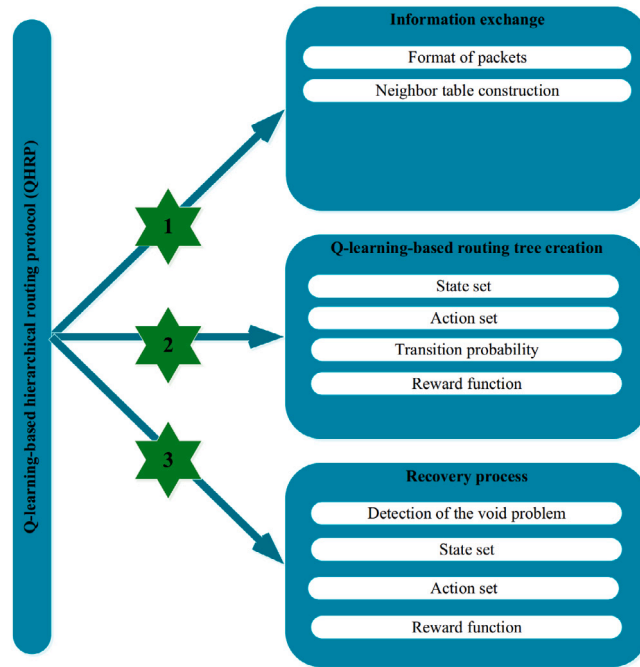 Q-learning-based hierarchical routing protocol (QHRP)
1
Information exchange
Format of packets
Neighbor table construction
2
Q-learning-based routing tree creation
State set
Action set
Transition probability
Reward function
3
Recovery process
Detection of the void problem
State set
Action set
Reward function